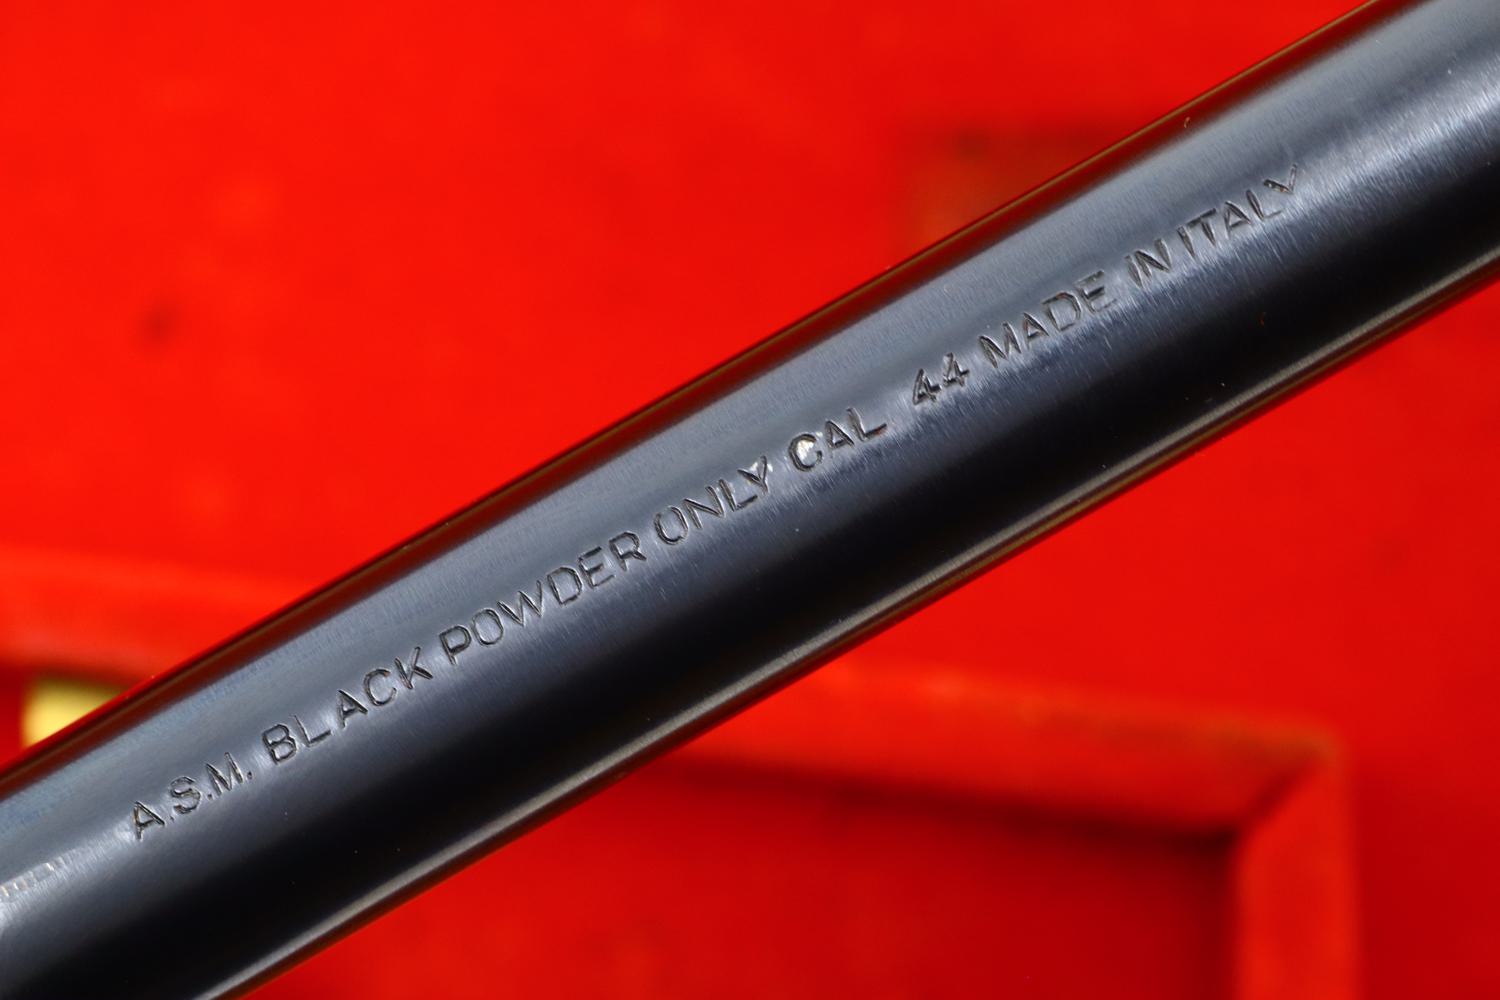 A.S.M. BLACK POWDER ONLY CAL 44 MADE IN ITALY